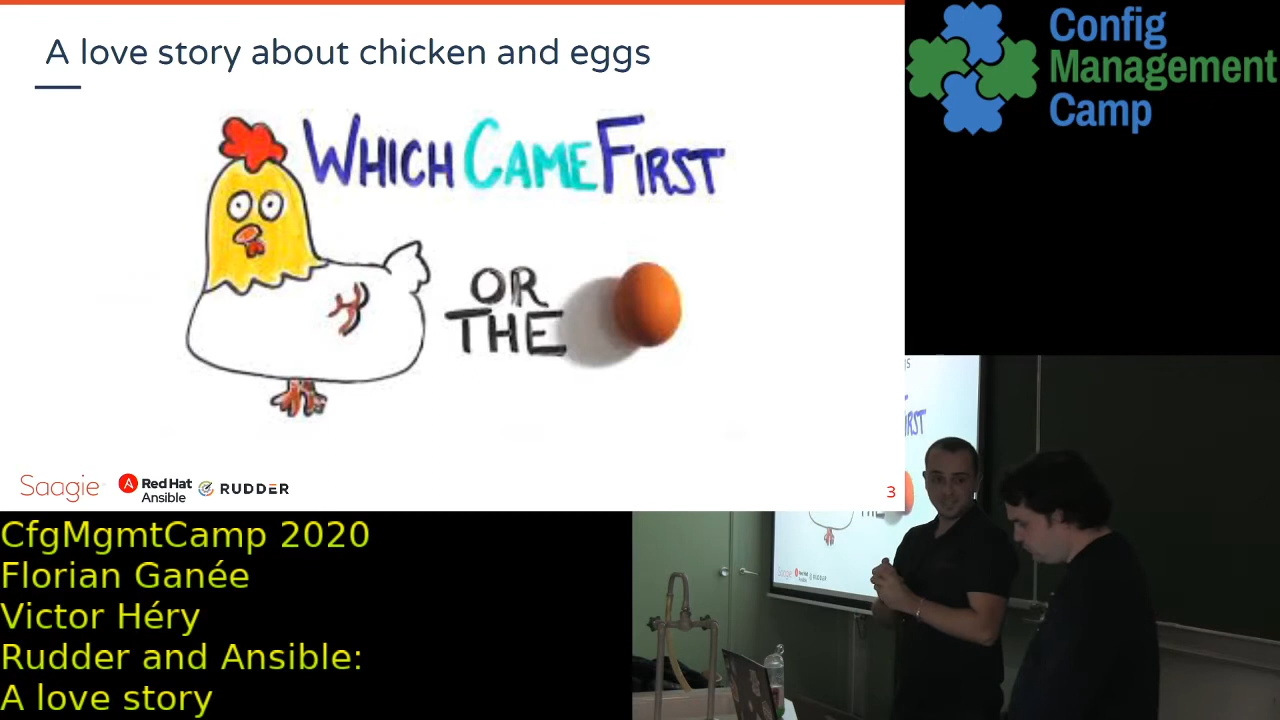 A love story about chicken and eggs
WHICH CAME FIRST
OR
THE
Saagie
A
Red Hat
Ansible
RUDDER
3
Config
Management
Camp
CfgMgmtCamp 2020
Florian Ganée
Victor Héry
Rudder and Ansible:
A love story